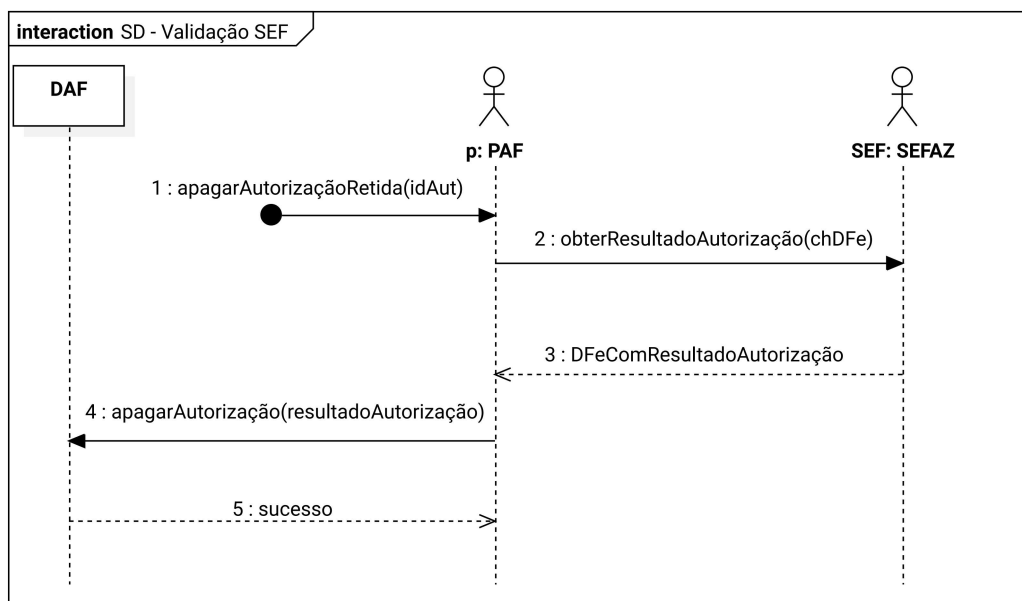 interaction SD - Validação SEF
DAF
p: PAF
SEF: SEFAZ
1 : apagarAutorizaçãoRetida(idAut)
2 : obterResultadoAutorização(chDFe)
3 : DFeComResultadoAutorização
4 : apagarAutorização(resultadoAutorização)
5 : sucesso